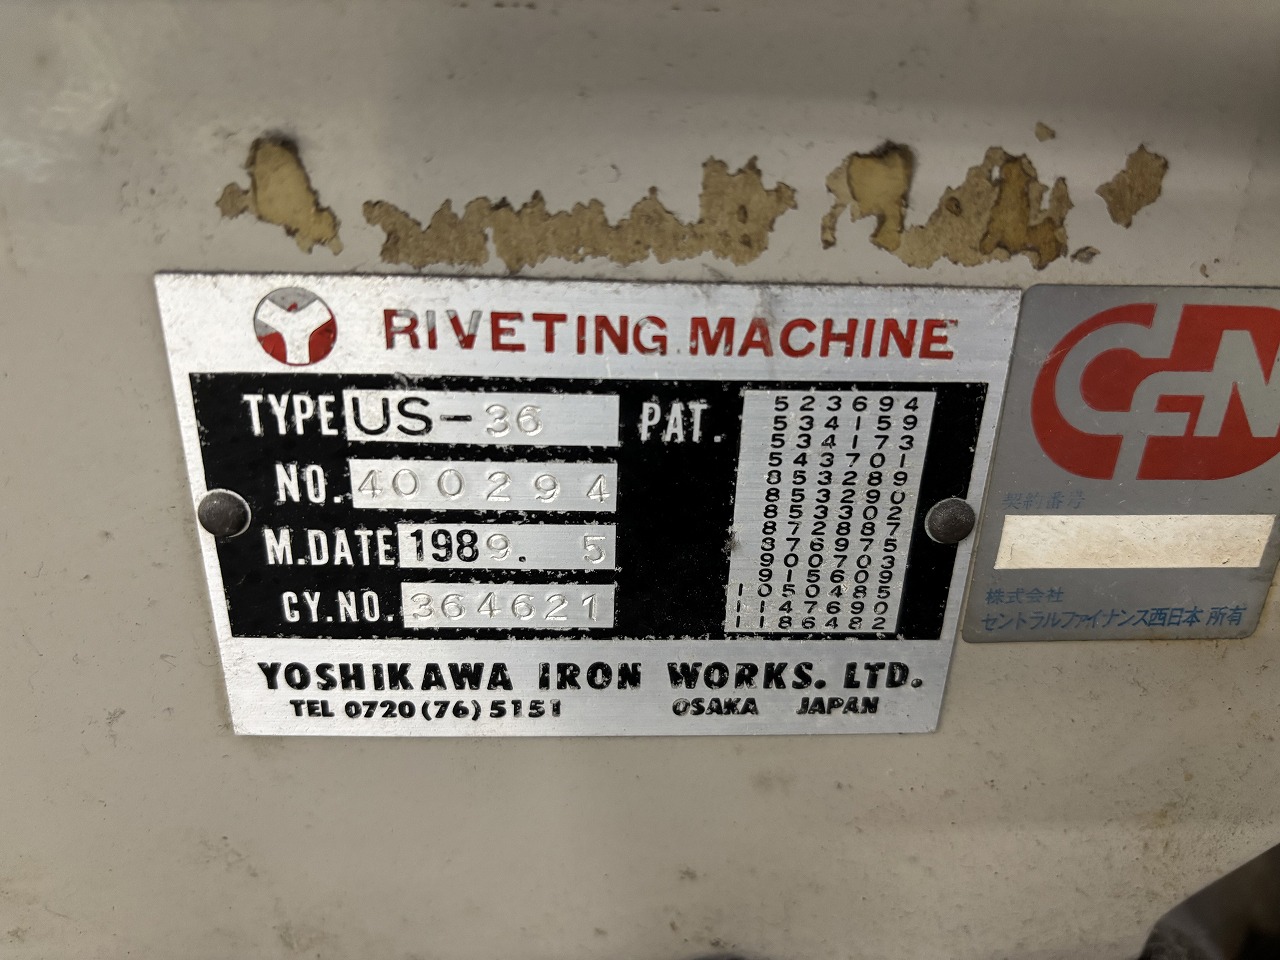 RIVETING MACHINE
TYPE US-36
NO. 400294
M.DATE 1989. 5
CY.NO. 364621
PAT.
523694
534159
534173
543701
853289
853290
853302
872887
376975
900703
915609
1050485
1147690
1186482
YOSHIKAWA IRON WORKS. LTD.
TEL 0720(76)5151 OSAKA JAPAN
CFN
契約番号
株式会社
セントラルファイナンス西日本 所有